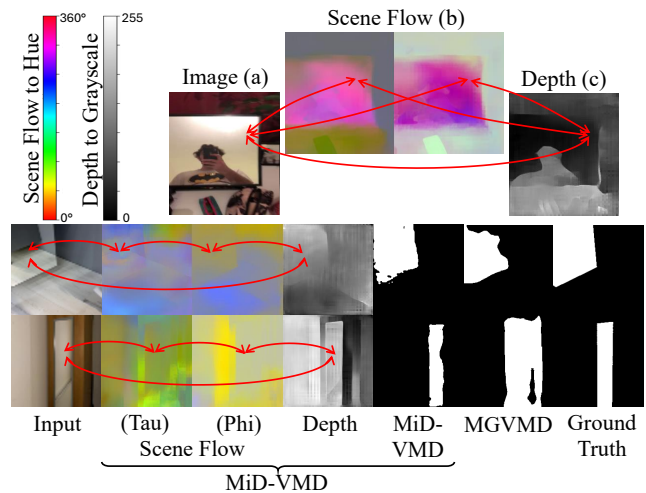 Scene Flow to Hue
360°
0°
Depth to Grayscale
255
0
Scene Flow (b)
Image (a)
Depth (c)
Input
(Tau)
(Phi)
Scene Flow
Depth
MiD-
VMD
MGVMD
Ground
Truth
MiD-VMD